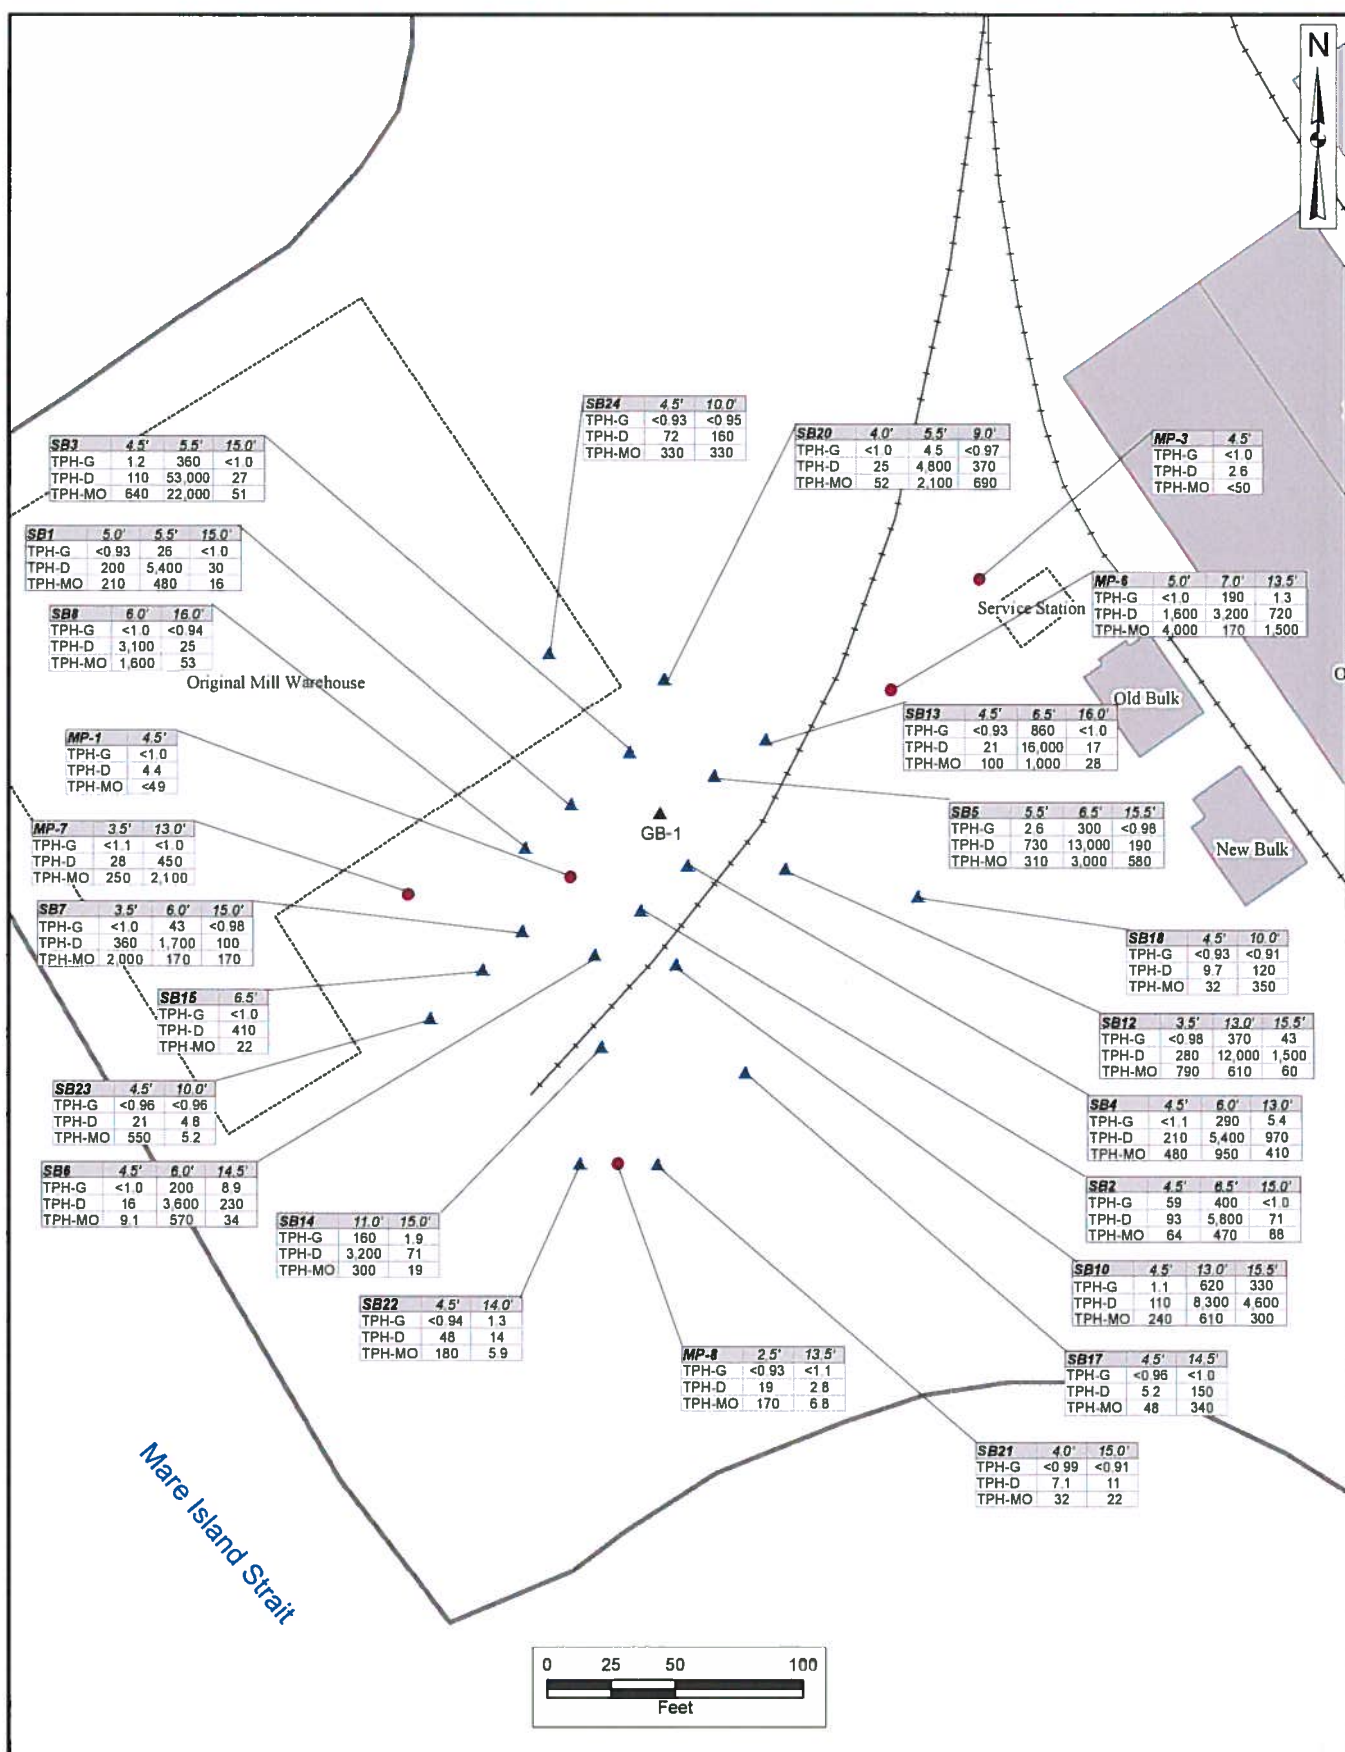 N
SB24 4.5' 10.0'
TPH-G <0.93 <0.95
TPH-D 72 160
TPH-MO 330 330
SB20 4.0' 5.5' 9.0'
TPH-G <1.0 4.5 <0.97
TPH-D 25 4,800 370
TPH-MO 52 2,100 690
MP-3 4.5'
TPH-G <1.0
TPH-D 2.6
TPH-MO <50
SB3 4.5' 5.5' 15.0'
TPH-G 1.2 360 <1.0
TPH-D 110 53,000 27
TPH-MO 640 22,000 51
SB1 5.0' 5.5' 15.0'
TPH-G <0.93 26 <1.0
TPH-D 200 5,400 30
TPH-MO 210 480 16
MP-6 5.0' 7.0' 13.5'
TPH-G <1.0 190 1.3
TPH-D 1,600 3,200 720
TPH-MO 4,000 170 1,500
Service Station
SB8 6.0' 16.0'
TPH-G <1.0 <0.94
TPH-D 3,100 25
TPH-MO 1,600 53
Original Mill Warehouse
O
Old Bulk
SB13 4.5' 6.5' 16.0'
TPH-G <0.93 860 <1.0
TPH-D 21 16,000 17
TPH-MO 100 1,000 28
MP-1 4.5'
TPH-G <1.0
TPH-D 4.4
TPH-MO <49
GB-1
SB5 5.5' 6.5' 15.5'
TPH-G 2.6 300 <0.98
TPH-D 730 13,000 190
TPH-MO 310 3,000 580
New Bulk
MP-7 3.5' 13.0'
TPH-G <1.1 <1.0
TPH-D 28 450
TPH-MO 250 2,100
SB7 3.5' 6.0' 15.0'
TPH-G <1.0 43 <0.98
TPH-D 360 1,700 100
TPH-MO 2,000 170 170
SB18 4.5' 10.0'
TPH-G <0.93 <0.91
TPH-D 9.7 120
TPH-MO 32 350
SB15 6.5'
TPH-G <1.0
TPH-D 410
TPH-MO 22
SB12 3.5' 13.0' 15.5'
TPH-G <0.98 370 43
TPH-D 280 12,000 1,500
TPH-MO 790 610 60
SB23 4.5' 10.0'
TPH-G <0.96 <0.96
TPH-D 21 4.8
TPH-MO 550 5.2
SB4 4.5' 6.0' 13.0'
TPH-G <1.1 290 5.4
TPH-D 210 5,400 970
TPH-MO 480 950 410
SB6 4.5' 6.0' 14.5'
TPH-G <1.0 200 8.9
TPH-D 16 3,600 230
TPH-MO 9.1 570 34
SB2 4.5' 6.5' 15.0'
TPH-G 59 400 <1.0
TPH-D 93 5,800 71
TPH-MO 64 470 88
SB14 11.0' 15.0'
TPH-G 160 1.9
TPH-D 3,200 71
TPH-MO 300 19
SB10 4.5' 13.0' 15.5'
TPH-G 1.1 620 330
TPH-D 110 8,300 4,600
TPH-MO 240 610 300
SB22 4.5' 14.0'
TPH-G <0.94 1.3
TPH-D 48 14
TPH-MO 180 5.9
MP-8 2.5' 13.5'
TPH-G <0.93 <1.1
TPH-D 19 2.8
TPH-MO 170 6.8
SB17 4.5' 14.5'
TPH-G <0.96 <1.0
TPH-D 5.2 150
TPH-MO 48 340
SB21 4.0' 15.0'
TPH-G <0.99 <0.91
TPH-D 7.1 11
TPH-MO 32 22
Mare Island Strait
0 25 50 100
Feet